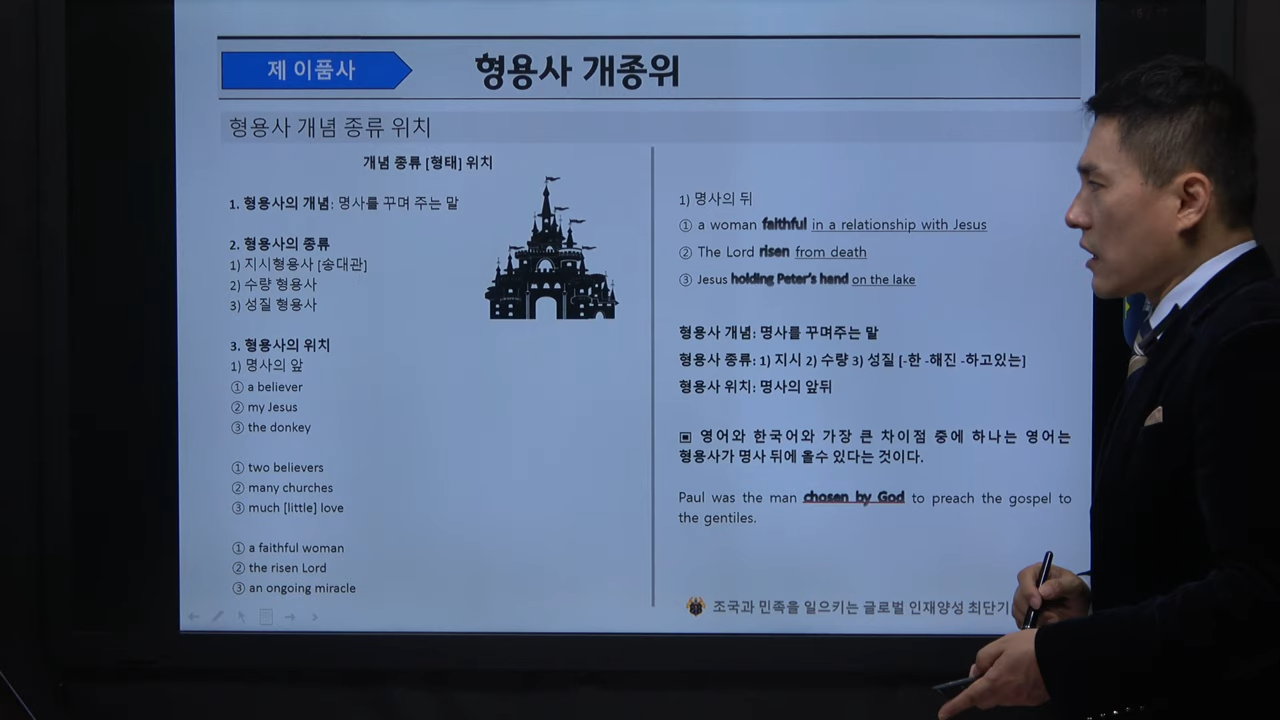 제 이품사
형용사 개종위
형용사 개념 종류 위치
개념 종류 [형태] 위치
1. 형용사의 개념: 명사를 꾸며 주는 말
2. 형용사의 종류
1) 지시형용사 [송대관]
2) 수량 형용사
3) 성질 형용사
3. 형용사의 위치
1) 명사의 앞
① a believer
② my Jesus
③ the donkey
① two believers
② many churches
③ much [little] love
① a faithful woman
② the risen Lord
③ an ongoing miracle
1) 명사의 뒤
① a woman faithful in a relationship with Jesus
② The Lord risen from death
③ Jesus holding Peter's hand on the lake
형용사 개념: 명사를 꾸며주는 말
형용사 종류: 1) 지시 2) 수량 3) 성질 [-한 -해진 -하고있는]
형용사 위치: 명사의 앞뒤
▣ 영어와 한국어와 가장 큰 차이점 중에 하나는 영어는
형용사가 명사 뒤에 올수 있다는 것이다.
Paul was the man chosen by God to preach the gospel to
the gentiles.
조국과 민족을 일으키는 글로벌 인재양성 최단기